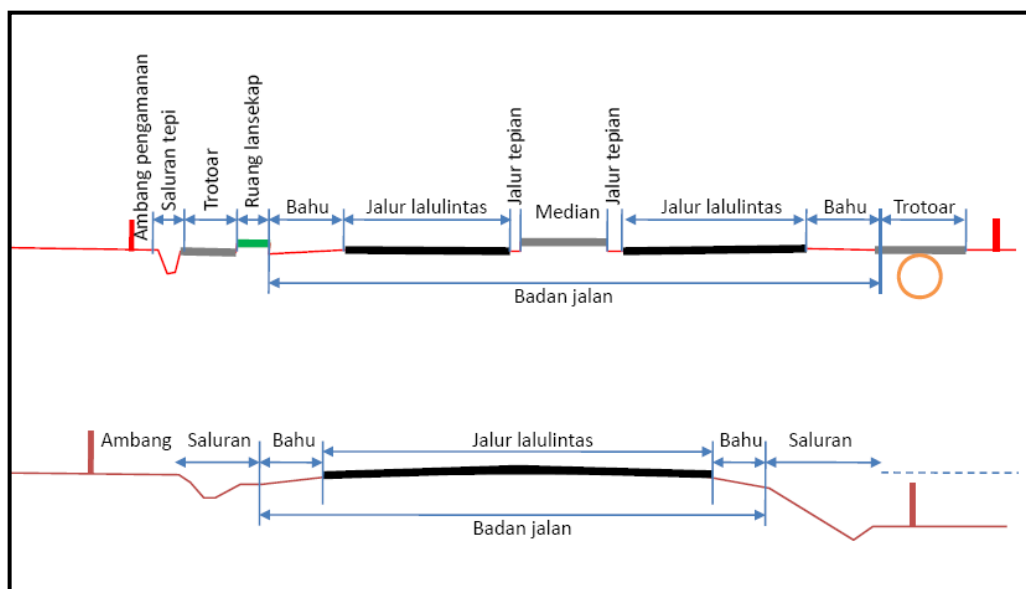 Ambang pengamanan
Saluran tepi
Trotoar
Ruang lansekap
Bahu
Jalur lalulintas
Jalur tepian
Median
Jalur tepian
Jalur lalulintas
Bahu
Trotoar
Badan jalan
Ambang
Saluran
Bahu
Jalur lalulintas
Bahu
Saluran
Badan jalan